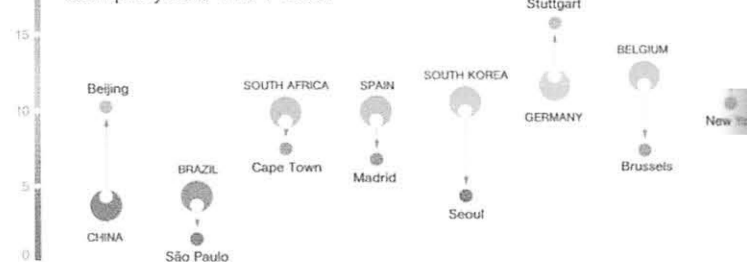 Stuttgart
15
BELGIUM
SOUTH KOREA
Beijing
SOUTH AFRICA
SPAIN
10
GERMANY
New
Cape Town
Brussels
BRAZIL
Madrid
5
Seoul
CHINA
São Paulo
0